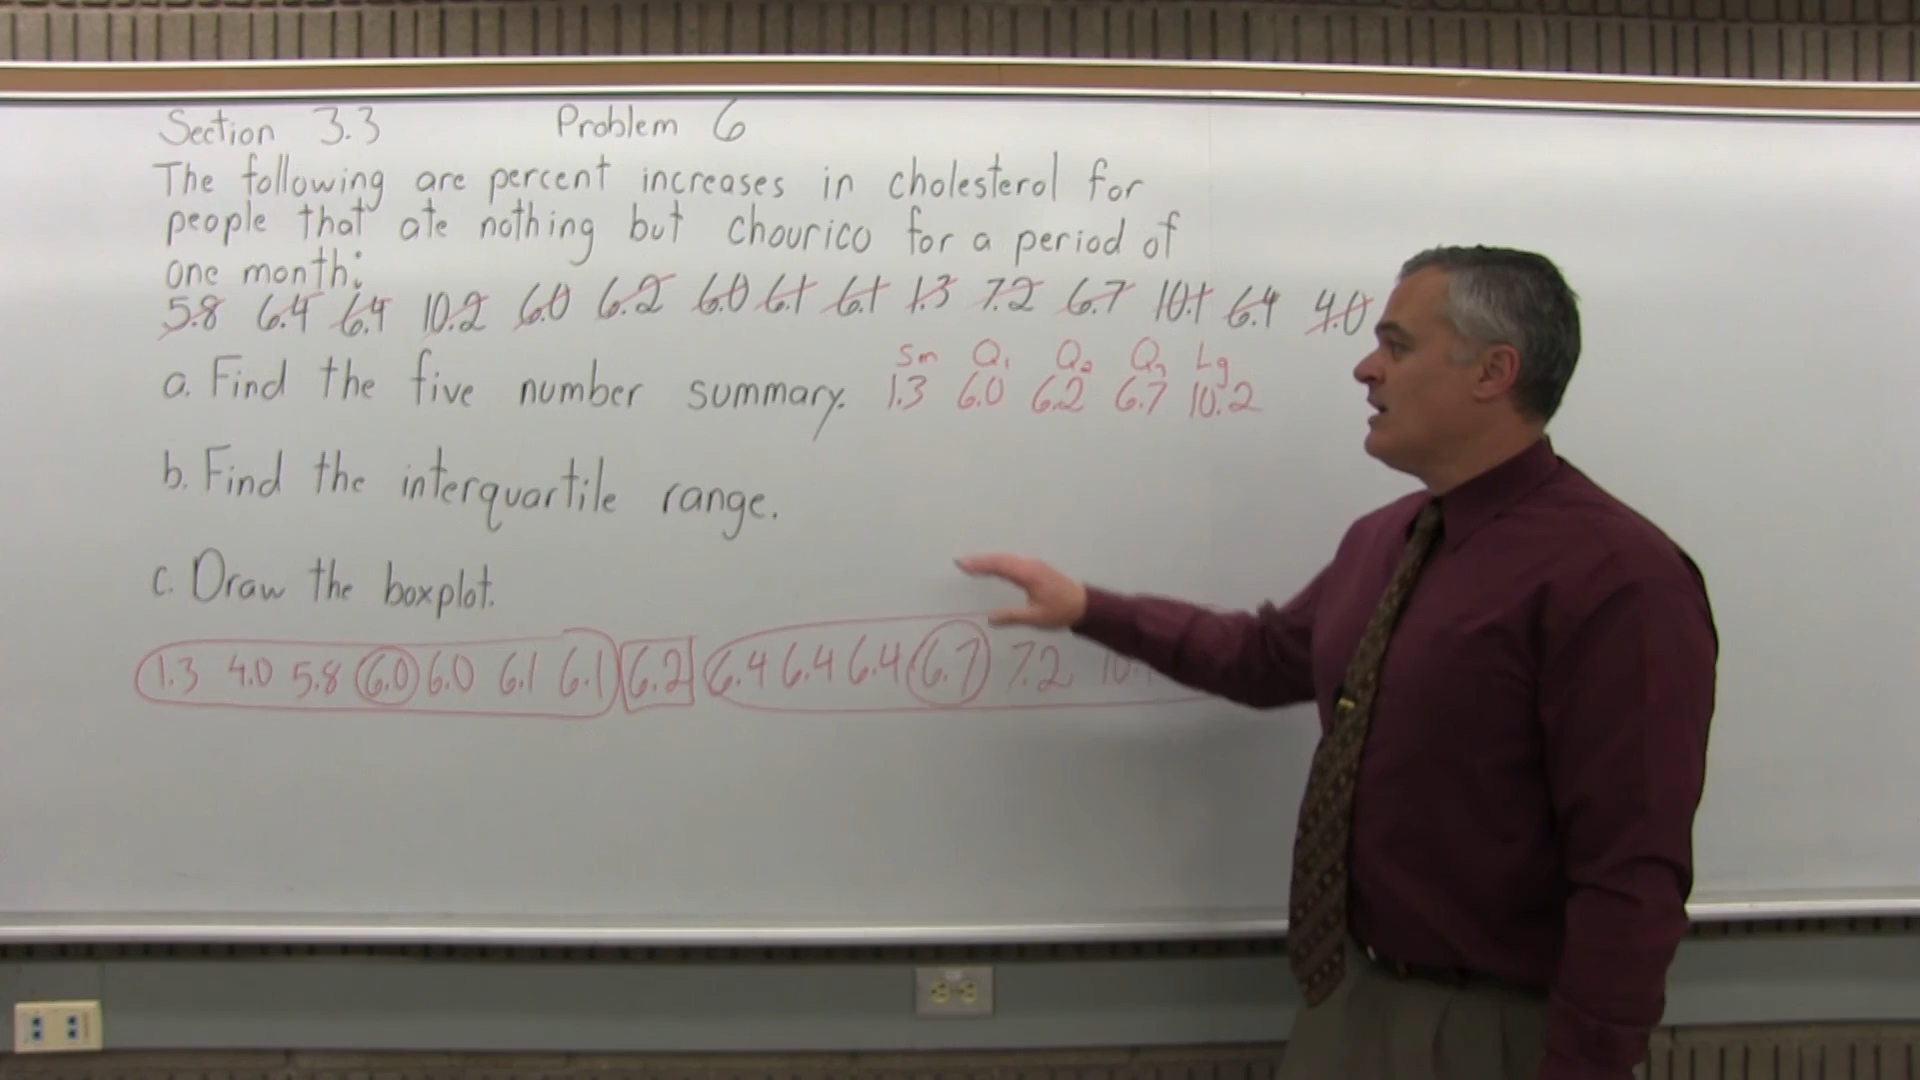 Section 3.3 Problem 6
The following are percent increases in cholesterol for
people that ate nothing but chourico for a period of
one month:
5.8 6.4 6.4 10.2 6.0 6.2 6.0 6.1 6.1 1.3 7.2 6.7 10.1 6.4 4.0
Sm Q1 Q2 Q3 Lg
a. Find the five number summary. 1.3 6.0 6.2 6.7 10.2
b. Find the interquartile range.
c. Draw the boxplot.
1.3 4.0 5.8 6.0 6.0 6.1 6.1 6.2 6.4 6.4 6.4 6.7 7.2